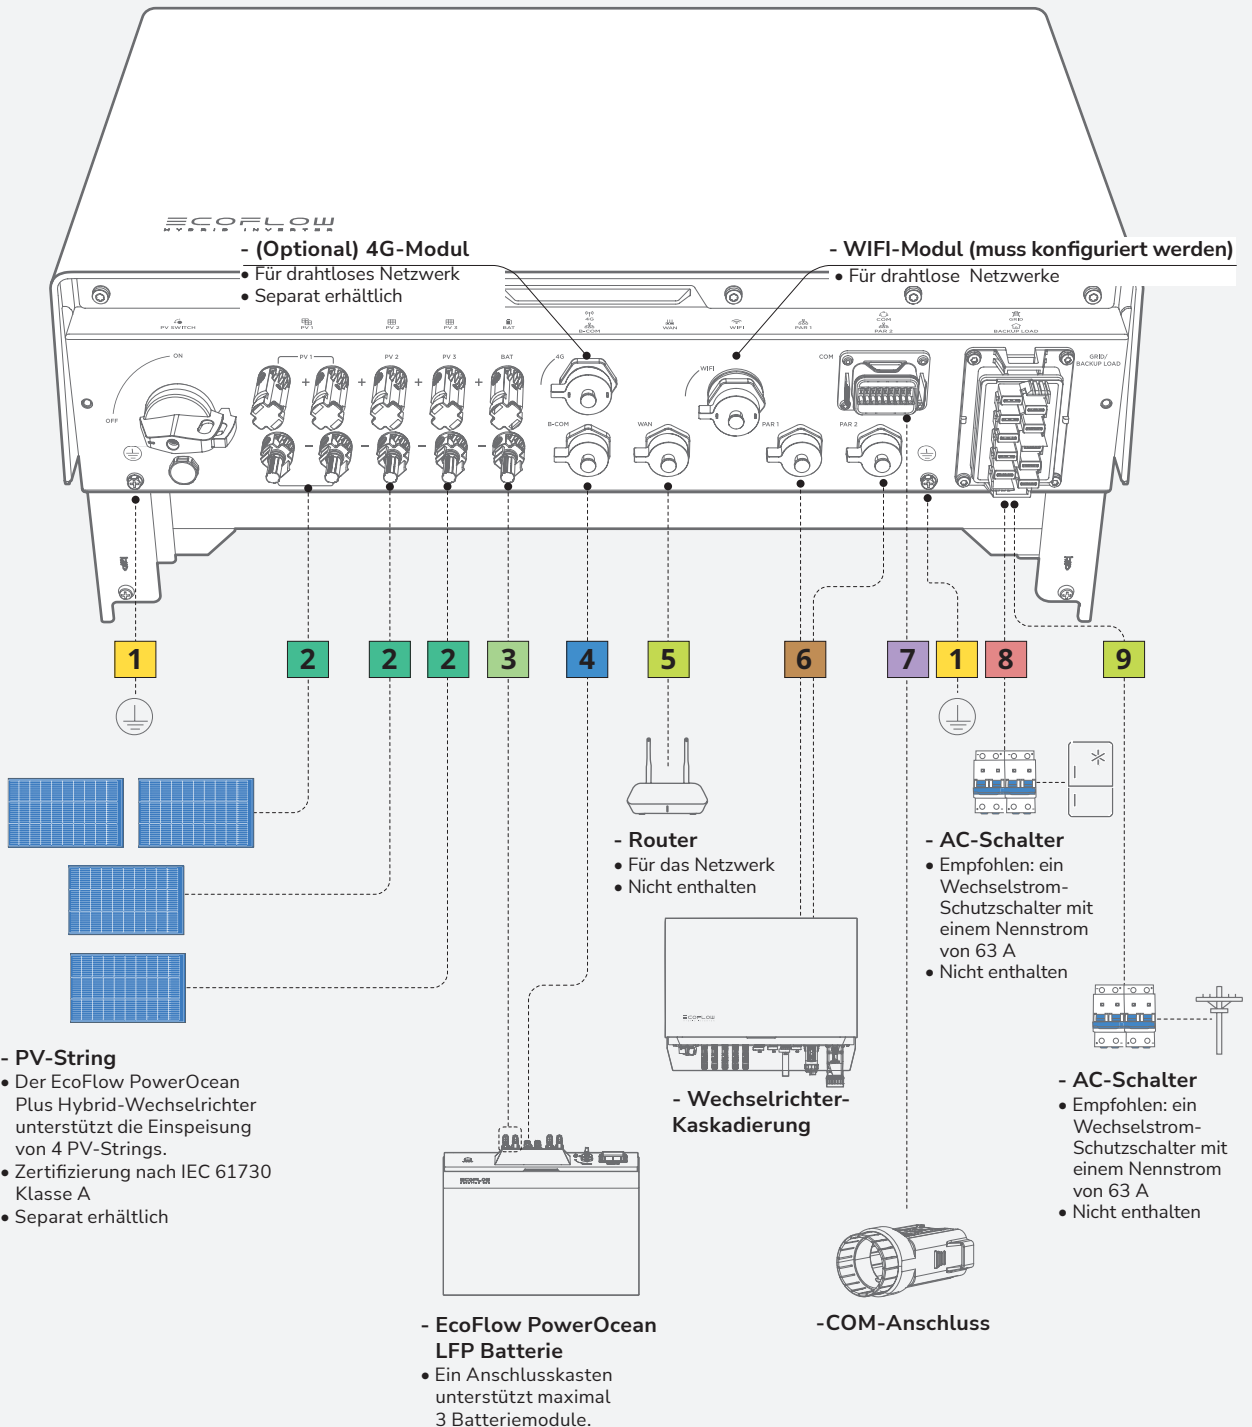 ECOFLOW
HYBRID INVERTER
- (Optional) 4G-Modul
• Für drahtloses Netzwerk
• Separat erhältlich
- WIFI-Modul (muss konfiguriert werden)
• Für drahtlose Netzwerke
PV SWITCH
PV 1
PV 2
PV 3
BAT
4G
B-COM
WAN
WIFI
PAR 1
COM
PAR 2
GRID
BACKUP LOAD
ON
OFF
PV 1
PV 2
PV 3
BAT
4G
WIFI
COM
GRID/
BACKUP LOAD
+ + + +
- - - -
B-COM
WAN
PAR 1
PAR 2
1 2 2 2 3 4 5 6 7 1 8 9
- Router
• Für das Netzwerk
• Nicht enthalten
- AC-Schalter
• Empfohlen: ein
Wechselstrom-
Schutzschalter mit
einem Nennstrom
von 63 A
• Nicht enthalten
ECOFLOW
- Wechselrichter-
Kaskadierung
- PV-String
• Der EcoFlow PowerOcean
Plus Hybrid-Wechselrichter
unterstützt die Einspeisung
von 4 PV-Strings.
• Zertifizierung nach IEC 61730
Klasse A
• Separat erhältlich
- AC-Schalter
• Empfohlen: ein
Wechselstrom-
Schutzschalter mit
einem Nennstrom
von 63 A
• Nicht enthalten
ECOFLOW
- EcoFlow PowerOcean
LFP Batterie
• Ein Anschlusskasten
unterstützt maximal
3 Batteriemodule.
-COM-Anschluss